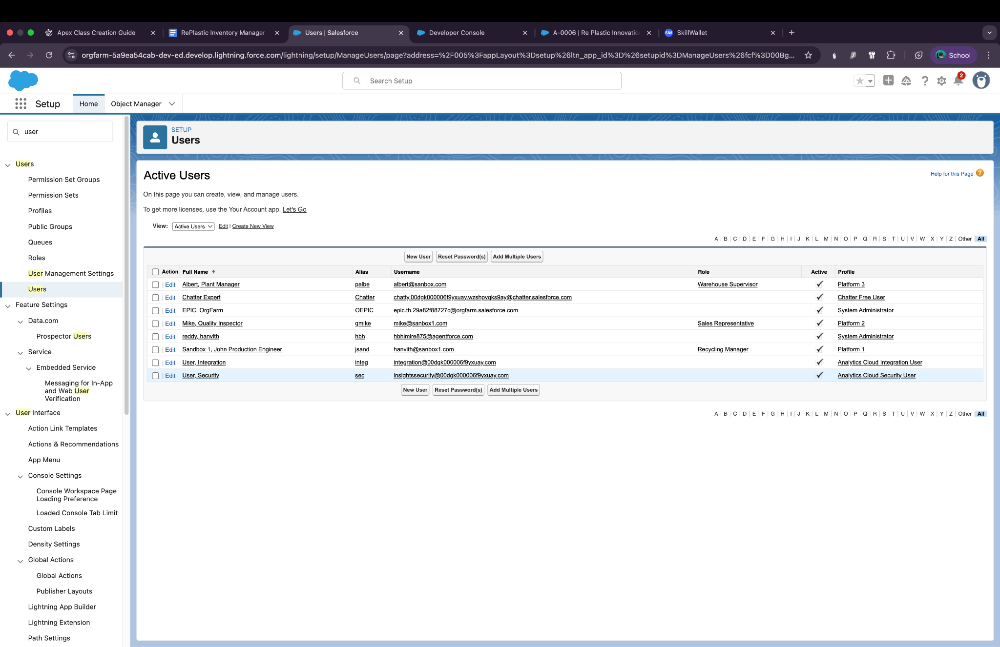 Apex Class Creation Guide
RePlastic Inventory Manager
Users | Salesforce
Developer Console
A-0006 | Re Plastic Innovatio
SW SkillWallet
orgfarm-5a9ea54cab-dev-ed.develop.lightning.force.com/lightning/setup/ManageUsers/page?address=%2F005%3FappLayout%3Dsetup%26ltn_app_id%3D%26setupid%3DManageUsers%26fcf%3D00Bg...
School
Search Setup
2
Setup
Home
Object Manager
user
Users
Permission Set Groups
Permission Sets
Profiles
Public Groups
Queues
Roles
User Management Settings
Users
Feature Settings
Data.com
Prospector Users
Service
Embedded Service
Messaging for In-App
and Web User
Verification
User Interface
Action Link Templates
Actions & Recommendations
App Menu
Console Settings
Console Workspace Page
Loading Preference
Loaded Console Tab Limit
Custom Labels
Density Settings
Global Actions
Global Actions
Publisher Layouts
Lightning App Builder
Lightning Extension
Path Settings
SETUP
Users
Active Users
Help for this Page ?
On this page you can create, view, and manage users.
To get more licenses, use the Your Account app. Let's Go
View: Active Users Edit | Create New View
A | B | C | D | E | F | G | H | I | J | K | L | M | N | O | P | Q | R | S | T | U | V | W | X | Y | Z | Other | All
New User Reset Password(s) Add Multiple Users
Action Full Name Alias Username Role Active Profile
| Edit Albert, Plant Manager palbe albert@sanbox.com Warehouse Supervisor Platform 3
| Edit Chatter Expert Chatter chatty.00dgk000006f9yxuay.wzshpvqks9ay@chatter.salesforce.com Chatter Free User
| Edit EPIC, OrgFarm OEPIC epic.th.29a82f88727c@orgfarm.salesforce.com System Administrator
| Edit Mike, Quality Inspector qmike mike@sanbox1.com Sales Representative Platform 2
| Edit reddy, hanvith hbh hbhimire875@agentforce.com System Administrator
| Edit Sandbox 1, John Production Engineer jsand hanvith@sanbox1.com Recycling Manager Platform 1
| Edit User, Integration integ integration@00dgk000006f9yxuay.com Analytics Cloud Integration User
| Edit User, Security sec insightssecurity@00dgk000006f9yxuay.com Analytics Cloud Security User
New User Reset Password(s) Add Multiple Users
A | B | C | D | E | F | G | H | I | J | K | L | M | N | O | P | Q | R | S | T | U | V | W | X | Y | Z | Other | All